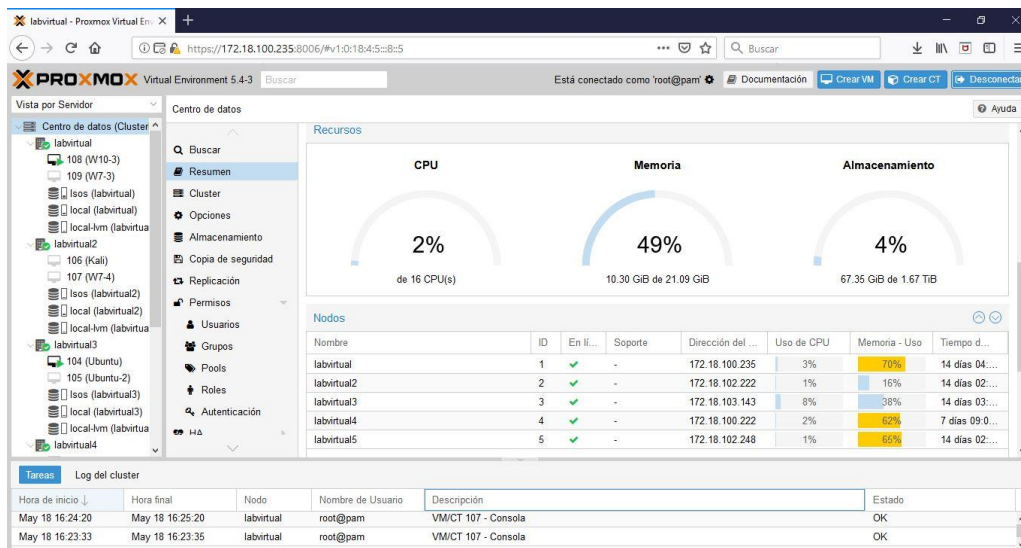 labvirtual - Proxmox Virtual En
https://172.18.100.235:8006/#v1:0:18:4:5:::8::5
Buscar
PROXMOX Virtual Environment 5.4-3 Buscar
Está conectado como 'root@pam' Documentación Crear VM Crear CT Desconectar
Vista por Servidor
Centro de datos (Cluster
labvirtual
108 (W10-3)
109 (W7-3)
Isos (labvirtual)
local (labvirtual)
local-lvm (labvirtua
labvirtual2
106 (Kali)
107 (W7-4)
Isos (labvirtual2)
local (labvirtual2)
local-lvm (labvirtua
labvirtual3
104 (Ubuntu)
105 (Ubuntu-2)
Isos (labvirtual3)
local (labvirtual3)
local-lvm (labvirtua
labvirtual4
Centro de datos
Ayuda
Buscar
Resumen
Cluster
Opciones
Almacenamiento
Copia de seguridad
Replicación
Permisos
Usuarios
Grupos
Pools
Roles
Autenticación
HA
Recursos
CPU
2%
de 16 CPU(s)
Memoria
49%
10.30 GiB de 21.09 GiB
Almacenamiento
4%
67.35 GiB de 1.67 TiB
Nodos
Nombre ID En lí... Soporte Dirección del ... Uso de CPU Memoria - Uso Tiempo d...
labvirtual 1 - 172.18.100.235 3% 70% 14 días 04:...
labvirtual2 2 - 172.18.102.222 1% 16% 14 días 02:...
labvirtual3 3 - 172.18.103.143 8% 38% 14 días 03:...
labvirtual4 4 - 172.18.100.222 2% 62% 7 días 09:0...
labvirtual5 5 - 172.18.102.248 1% 65% 14 días 02:...
Tareas Log del cluster
Hora de inicio Hora final Nodo Nombre de Usuario Descripción Estado
May 18 16:24:20 May 18 16:25:20 labvirtual root@pam VM/CT 107 - Consola OK
May 18 16:23:33 May 18 16:23:35 labvirtual root@pam VM/CT 107 - Consola OK